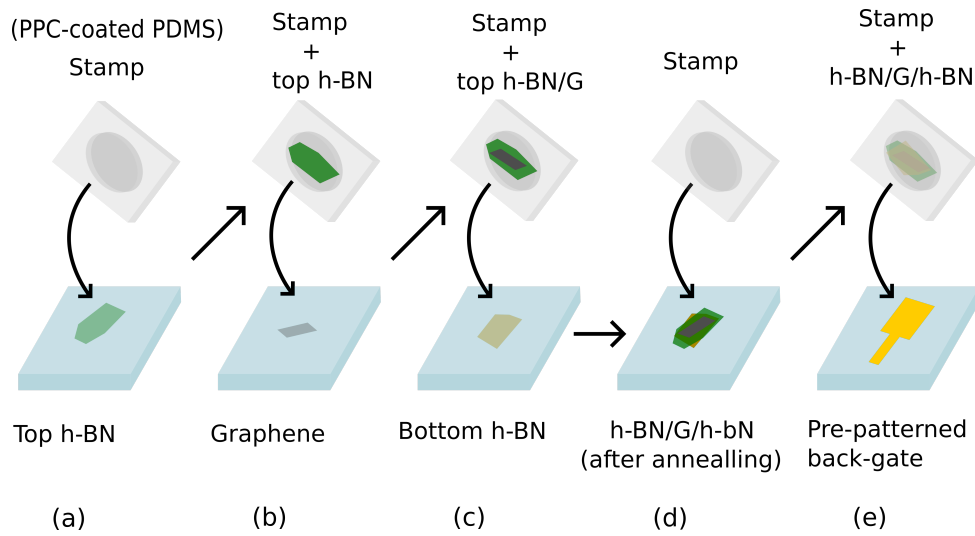 (PPC-coated PDMS)
Stamp
Stamp
+
top h-BN
Stamp
+
top h-BN/G
Stamp
Stamp
+
h-BN/G/h-BN
Top h-BN
Graphene
Bottom h-BN
h-BN/G/h-bN
(after annealling)
Pre-patterned
back-gate
(a)
(b)
(c)
(d)
(e)